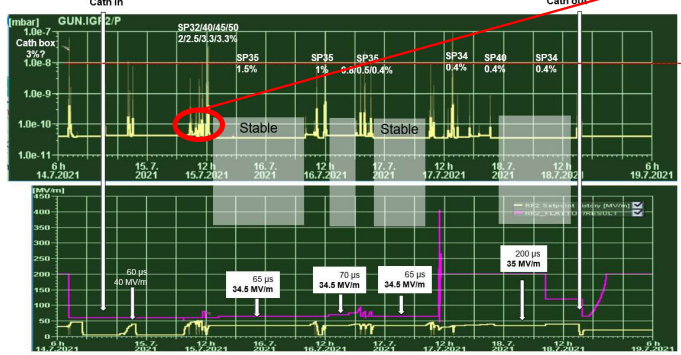 Cath in
Cath out
[mbar] GUN.IGP2/P
1.0e-7
Cath box
3%?
1.0e-8
1.0e-9
1.0e-10
1.0e-11
SP32/40/45/50
2/2.5/3.3/3.3%
SP35
1.5%
SP35
1%
SP35
0.8/0.5/0.4%
SP34
0.4%
SP40
0.4%
SP34
0.4%
Stable
Stable
6 h
14.7.2021
15.7.
2021
12 h
15.7.2021
16.7.
2021
12 h
16.7.2021
17.7.
2021
12 h
17.7.2021
18.7.
2021
12 h
18.7.2021
6 h
19.7.2021
[MV/m]
450
400
350
300
250
200
150
100
50
0
60 µs
40 MV/m
65 µs
34.5 MV/m
70 µs
34.5 MV/m
65 µs
34.5 MV/m
200 µs
35 MV/m
6 h
14.7.2021
15.7.
2021
12 h
15.7.2021
16.7.
2021
12 h
16.7.2021
17.7.
2021
12 h
17.7.2021
18.7.
2021
12 h
18.7.2021
6 h
19.7.2021